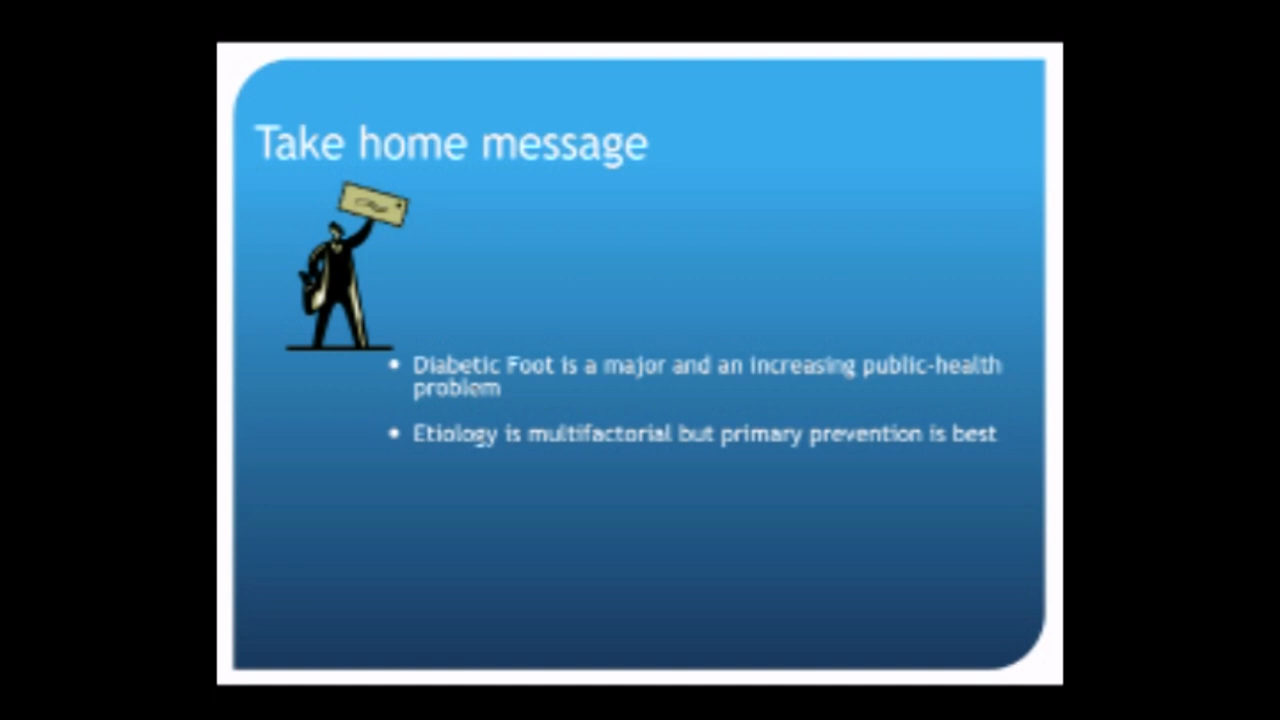 Take home message
• Diabetic Foot is a major and an increasing public-health
problem
• Etiology is multifactorial but primary prevention is best